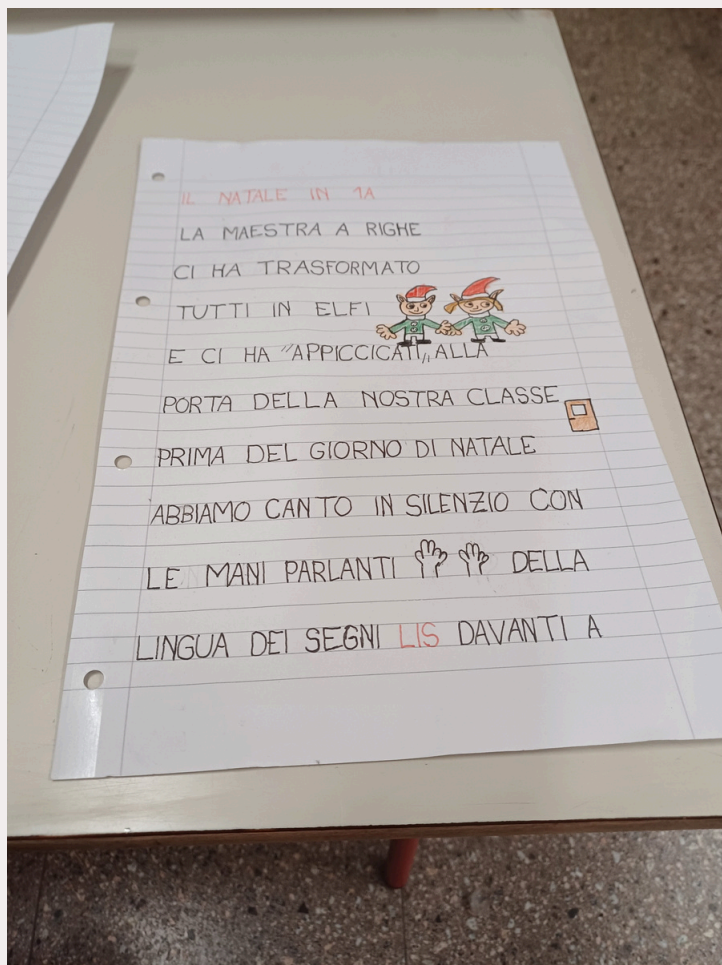 IL NATALE IN 1A
LA MAESTRA A RIGHE
CI HA TRASFORMATO
TUTTI IN ELFI
E CI HA "APPICCICATI„ ALLA
PORTA DELLA NOSTRA CLASSE
PRIMA DEL GIORNO DI NATALE
ABBIAMO CANTO IN SILENZIO CON
LE MANI PARLANTI DELLA
LINGUA DEI SEGNI LIS DAVANTI A